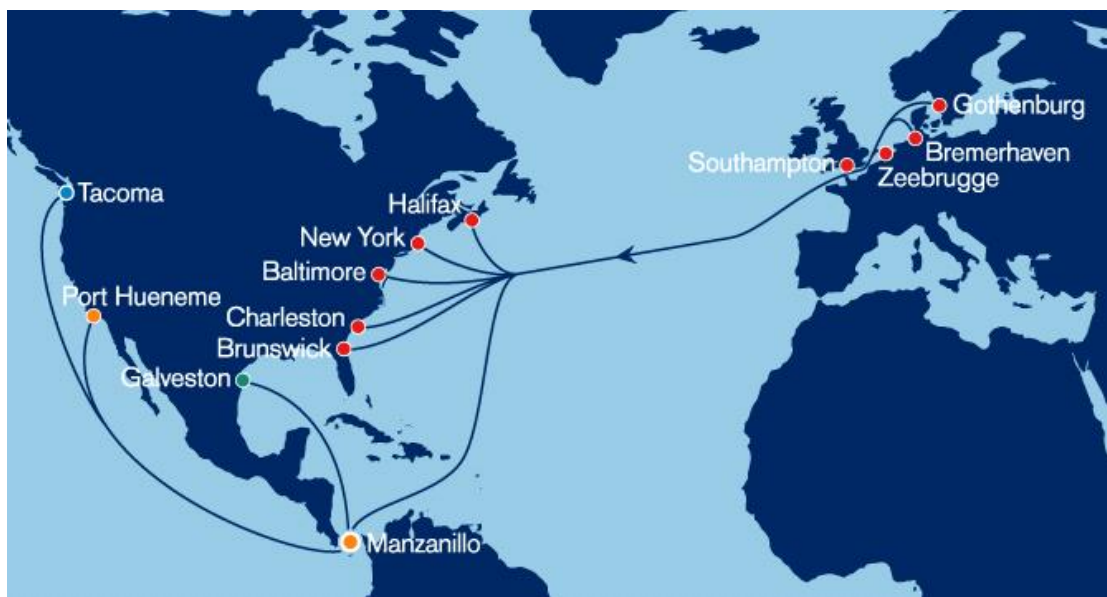 Gothenburg
Bremerhaven
Southampton
Zeebrugge
Tacoma
Halifax
New York
Baltimore
Port Hueneme
Charleston
Brunswick
Galveston
Manzanillo